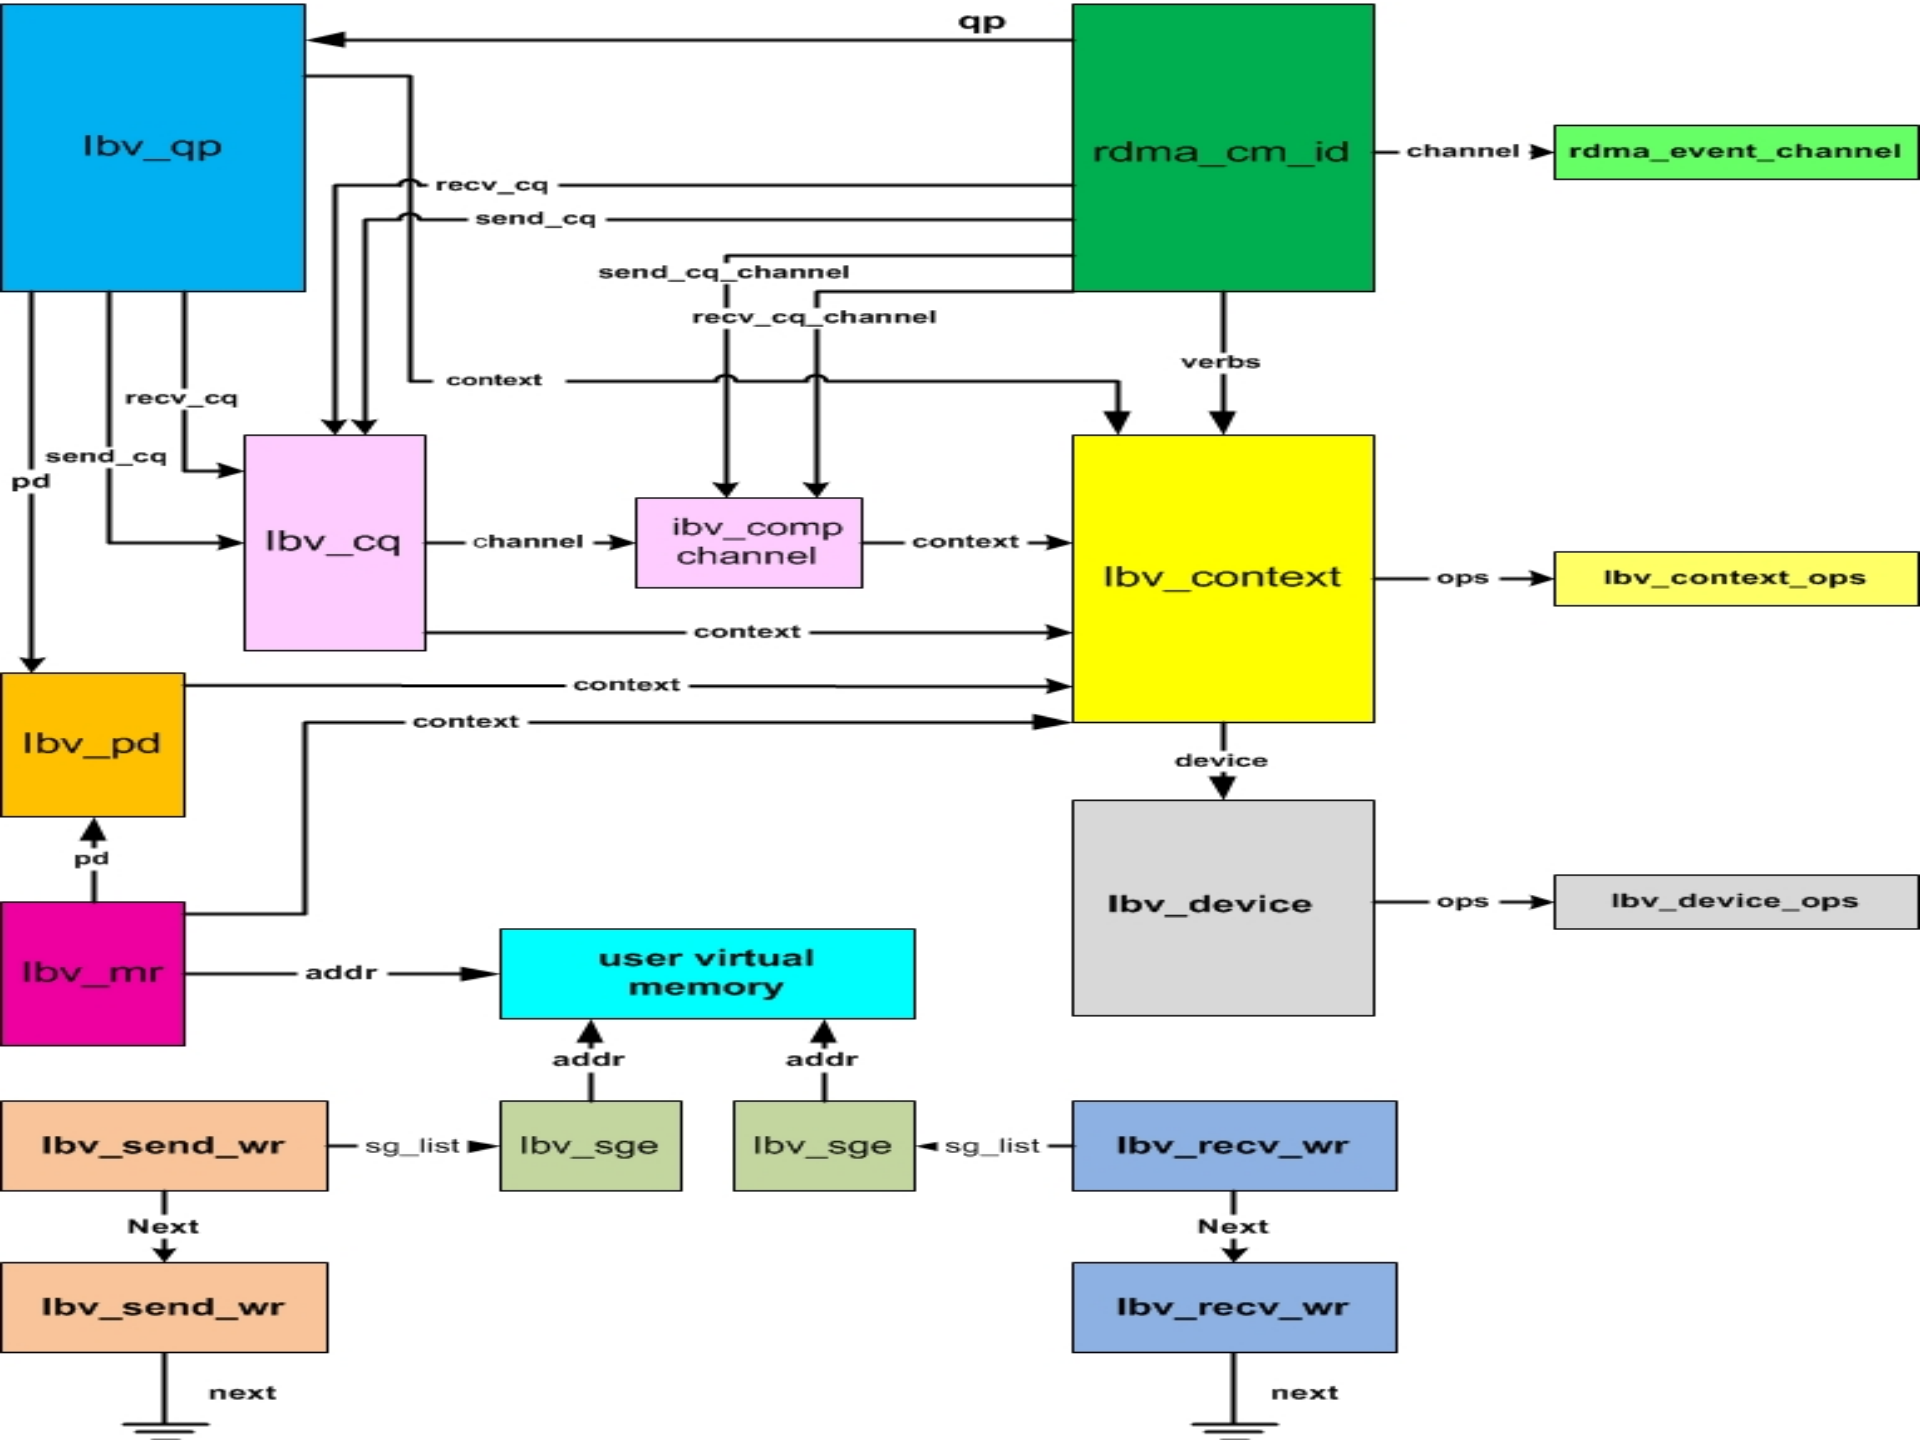 qp
Ibv_qp
rdma_cm_id
channel
rdma_event_channel
recv_cq
send_cq
send_cq_channel
recv_cq_channel
verbs
context
recv_cq
send_cq
pd
Ibv_cq
channel
ibv_comp
channel
context
Ibv_context
ops
Ibv_context_ops
context
context
context
Ibv_pd
device
pd
Ibv_device
ops
Ibv_device_ops
Ibv_mr
addr
user virtual
memory
addr
addr
Ibv_send_wr
sg_list
Ibv_sge
Ibv_sge
sg_list
Ibv_recv_wr
Next
Next
Ibv_send_wr
Ibv_recv_wr
next
next